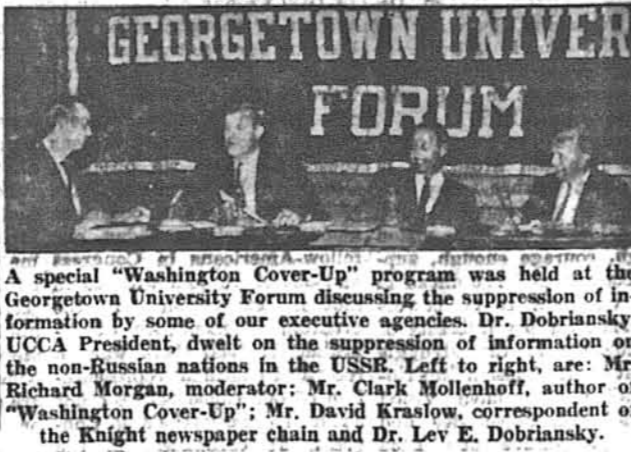 GEORGETOWN UNIVER
FORUM
A special "Washington Cover-Up" program was held at the
Georgetown University Forum discussing the suppression of in-
formation by some of our executive agencies. Dr. Dobriansky,
UCCA President, dwelt on the suppression of information on
the non-Russian nations in the USSR. Left to right, are: Mr.
Richard Morgan, moderator; Mr. Clark Mollenhoff, author of
"Washington Cover-Up"; Mr. David Kraslow, correspondent of
the Knight newspaper chain and Dr. Lev E. Dobriansky.